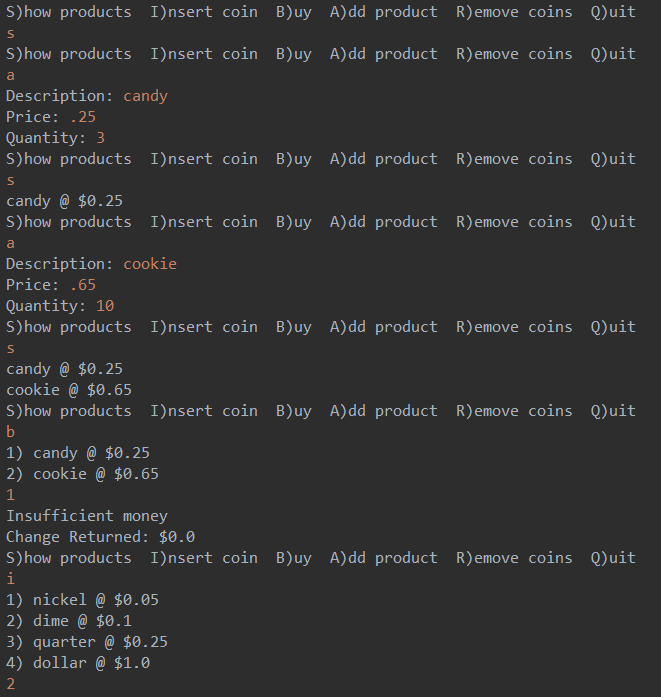 S)how products  I)nsert coin  B)uy  A)dd product  R)emove coins  Q)uit
s
S)how products  I)nsert coin  B)uy  A)dd product  R)emove coins  Q)uit
a
Description: candy
Price: .25
Quantity: 3
S)how products  I)nsert coin  B)uy  A)dd product  R)emove coins  Q)uit
s
candy @ $0.25
S)how products  I)nsert coin  B)uy  A)dd product  R)emove coins  Q)uit
a
Description: cookie
Price: .65
Quantity: 10
S)how products  I)nsert coin  B)uy  A)dd product  R)emove coins  Q)uit
s
candy @ $0.25
cookie @ $0.65
S)how products  I)nsert coin  B)uy  A)dd product  R)emove coins  Q)uit
b
1) candy @ $0.25
2) cookie @ $0.65
1
Insufficient money
Change Returned: $0.0
S)how products  I)nsert coin  B)uy  A)dd product  R)emove coins  Q)uit
i
1) nickel @ $0.05
2) dime @ $0.1
3) quarter @ $0.25
4) dollar @ $1.0
2